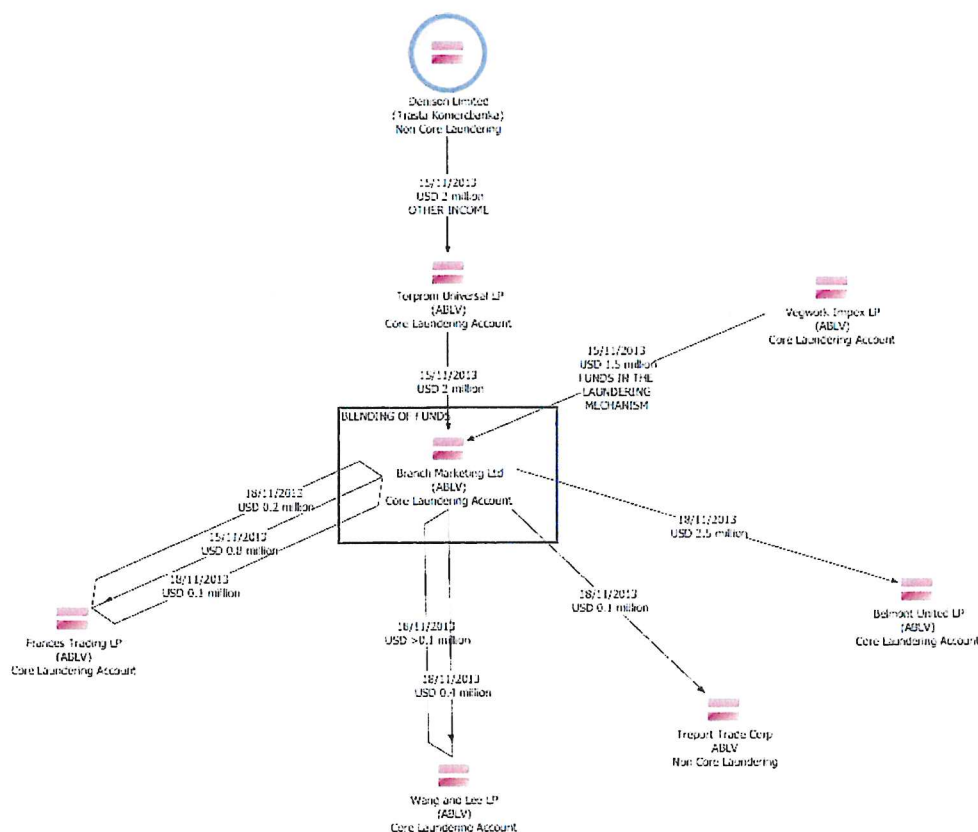 Denison Limited
(Trasta Komercbanka)
Non Core Laundering
15/11/2013
USD 2 million
OTHER INCOME
Terprom Universal LP
(ABLV)
Core Laundering Account
Vegwork Impex LP
(ABLV)
Core Laundering Account
15/11/2013
USD 2
15/11/2013
USD 1.5 million
FUNDS IN THE
LAUNDERING
MECHANISM
BLENDING OF FUNDS
Branch Marketing Ltd
(ABLV)
Core Laundering Account
18/11/2013
USD 0.2 million
15/11/2013
USD 0.8 million
18/11/2013
USD 0.1 million
18/11/2013
USD 2.5 million
18/11/2013
USD 0.1 million
Frances Trading LP
(ABLV)
Core Laundering Account
18/11/2013
USD >0.1 million
18/11/2013
USD 0.4 million
Belmont United LP
(ABLV)
Core Laundering Account
Treport Trade Corp
ABLV
Non Core Laundering
Wang and Lee LP
(ABLV)
Core Laundering Account